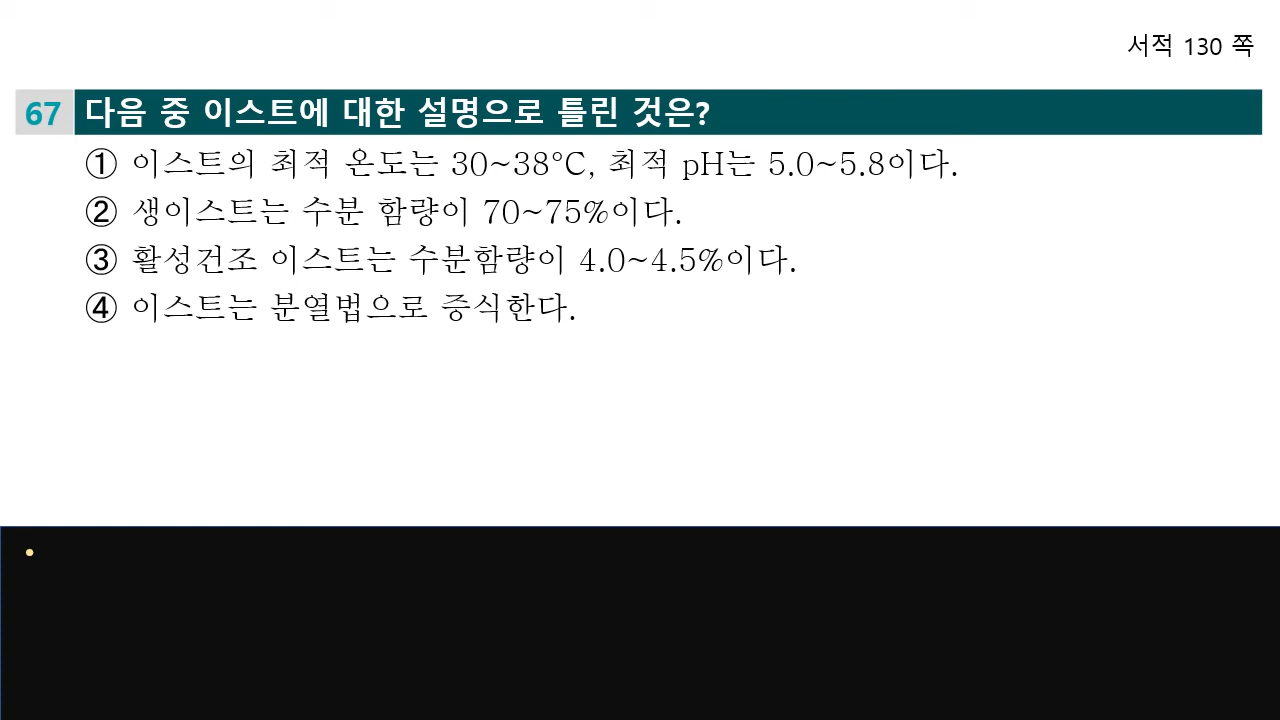 서적 130 쪽
67 다음 중 이스트에 대한 설명으로 틀린 것은?
① 이스트의 최적 온도는 30~38℃, 최적 pH는 5.0~5.8이다.
② 생이스트는 수분 함량이 70~75%이다.
③ 활성건조 이스트는 수분함량이 4.0~4.5%이다.
④ 이스트는 분열법으로 증식한다.